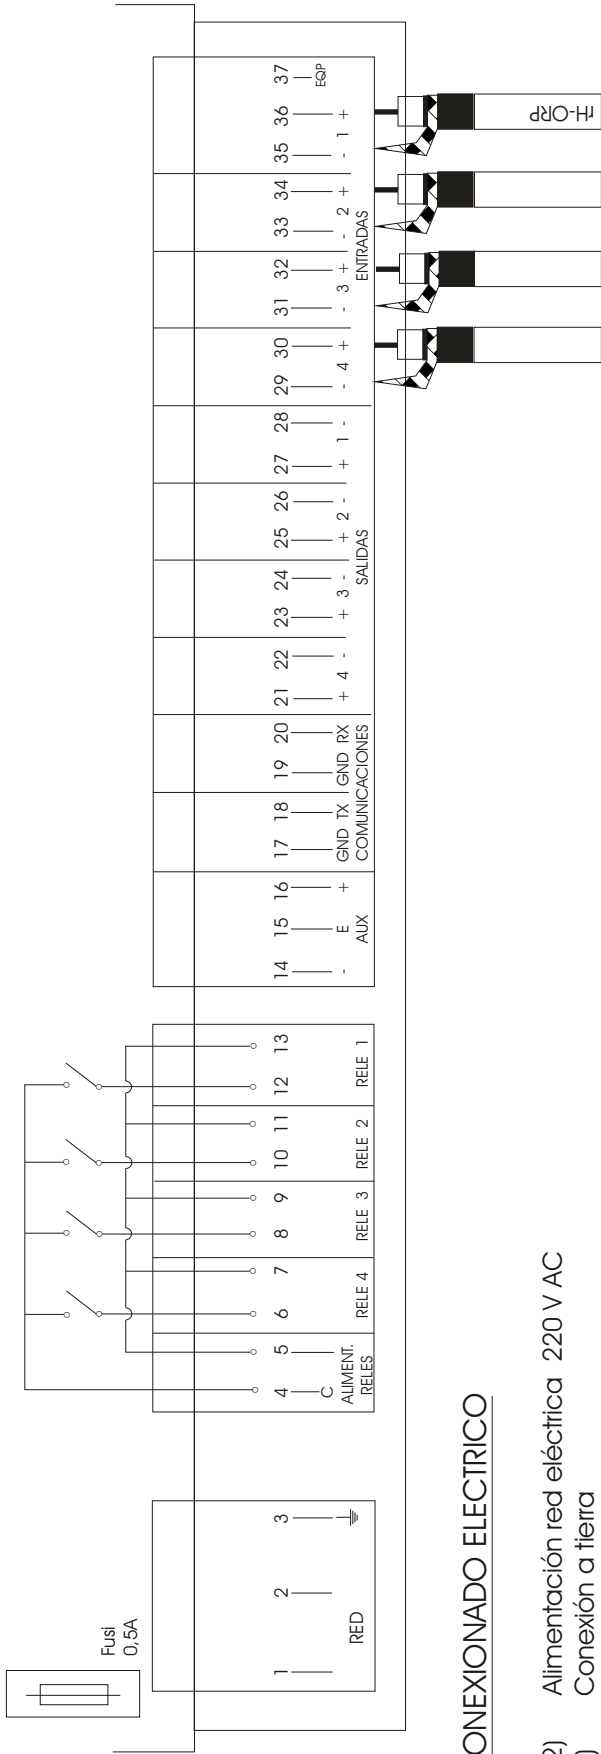 Fusi
0,5A
1 2 3
RED
4 5 6 7 8 9 10 11 12 13
C
ALIMENT.
RELES
RELE 4 RELE 3 RELE 2 RELE 1
14 15 16 17 18 19 20 21 22 23 24 25 26 27 28 29 30 31 32 33 34 35 36 37
- E + GND TX GND RX + 4 - + 3 - + 2 - + 1 - - 4 + - 3 + - 2 + - 1 + EQP
AUX COMUNICACIONES SALIDAS ENTRADAS
rH-ORP
ONEXIONADO ELECTRICO
2) Alimentación red eléctrica 220 V AC
) Conexión a tierra